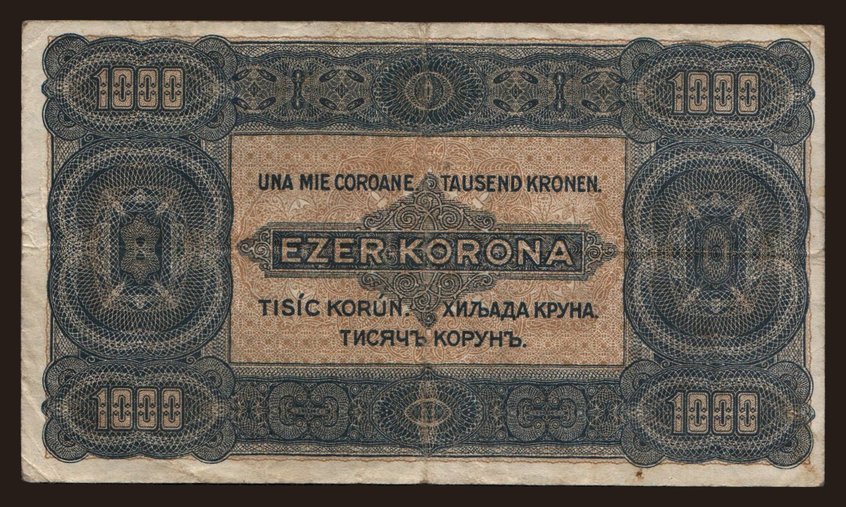 1000 1000
UNA MIE COROANE. TAUSEND KRONEN.
EZER KORONA
TISÍC KORÚN. ХИЉАДА КРУНА.
ТИСЯЧЪ КОРУНЪ.
1000 1000